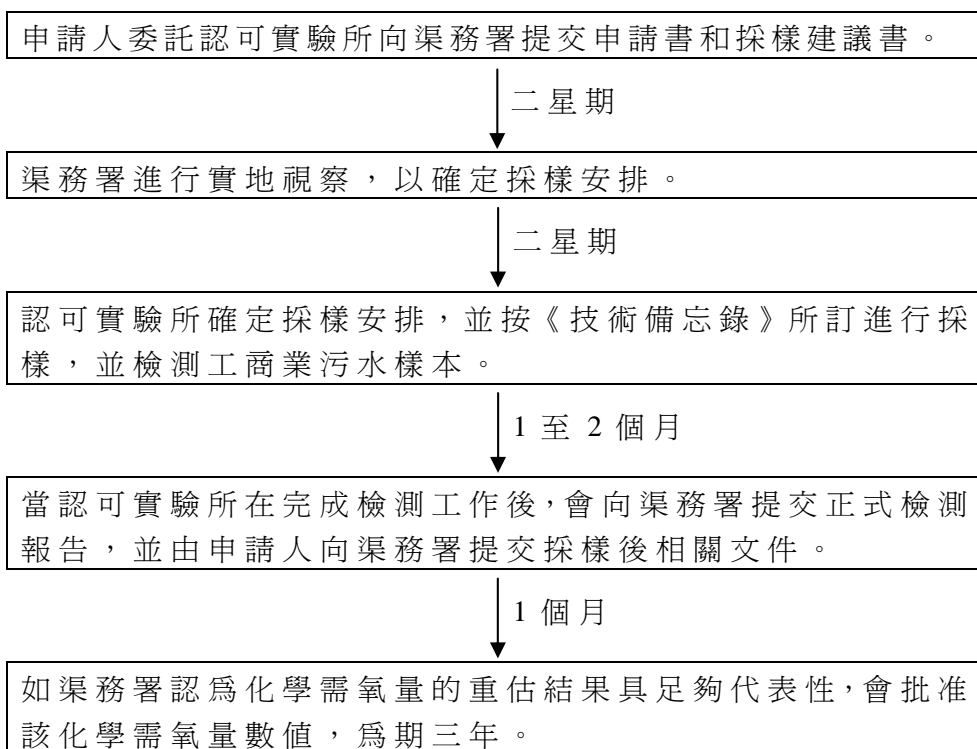 申請人委託認可實驗所向渠務署提交申請書和採樣建議書。
二星期
渠務署進行實地視察，以確定採樣安排。
二星期
認可實驗所確定採樣安排，並按《技術備忘錄》所訂進行採
樣，並檢測工商業污水樣本。
1 至 2 個月
當認可實驗所在完成檢測工作後，會向渠務署提交正式檢測
報告，並由申請人向渠務署提交採樣後相關文件。
1 個月
如渠務署認爲化學需氧量的重估結果具足夠代表性，會批准
該化學需氧量數值，爲期三年。